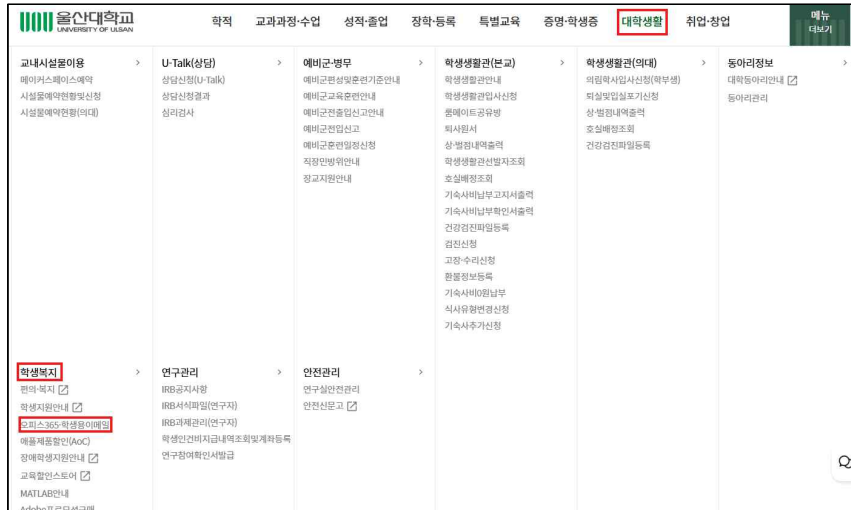 울산대학교
UNIVERSITY OF ULSAN
학적 교과과정·수업 성적·졸업 장학·등록 특별교육 증명·학생증 대학생활 취업·창업
메뉴
더보기
교내시설물이용
메이커스페이스예약
시설물예약현황및신청
시설물예약현황(의대)
U-Talk(상담)
상담신청(U-Talk)
상담신청결과
심리검사
예비군·병무
예비군편성및훈련기준안내
예비군교육훈련안내
예비군전출입신고안내
예비군전입신고
예비군훈련일정신청
직장민방위안내
장교지원안내
학생생활관(본교)
학생생활관안내
학생생활관입사신청
룸메이트공유방
퇴사원서
상·벌점내역출력
학생생활관선발자조회
호실배정조회
기숙사비납부고지서출력
기숙사비납부확인서출력
건강검진파일등록
검진신청
고장·수리신청
환불정보등록
기숙사비0원납부
식사유형변경신청
기숙사추가신청
학생생활관(의대)
의림학사입사신청(학부생)
퇴실및입실포기신청
상·벌점내역출력
호실배정조회
건강검진파일등록
동아리정보
대학동아리안내
동아리관리
학생복지
편의·복지
학생지원안내
오피스365·학생용이메일
애플제품할인(AoC)
장애학생지원안내
교육할인스토어
MATLAB안내
연구관리
IRB공지사항
IRB서식파일(연구자)
IRB과제관리(연구자)
학생인건비지급내역조회및계좌등록
연구참여확인서발급
안전관리
연구실안전관리
안전신문고